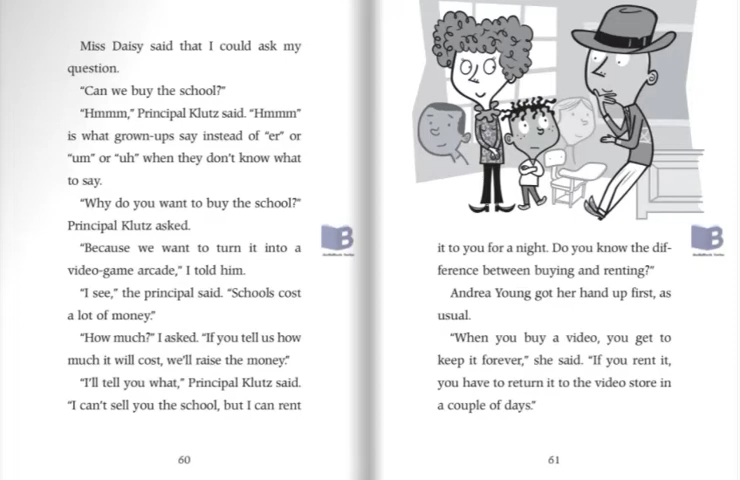 Miss Daisy said that I could ask my
question.
“Can we buy the school?”
“Hmmm,” Principal Klutz said. “Hmmm”
is what grown-ups say instead of “er” or
“um” or “uh” when they don’t know what
to say.
“Why do you want to buy the school?”
Principal Klutz asked.
“Because we want to turn it into a
video-game arcade,” I told him.
“I see,” the principal said. “Schools cost
a lot of money.”
“How much?” I asked. “If you tell us how
much it will cost, we’ll raise the money.”
“I’ll tell you what,” Principal Klutz said.
“I can’t sell you the school, but I can rent
60
B
it to you for a night. Do you know the dif-
ference between buying and renting?”
Andrea Young got her hand up first, as
usual.
“When you buy a video, you get to
keep it forever,” she said. “If you rent it,
you have to return it to the video store in
a couple of days.”
61
B